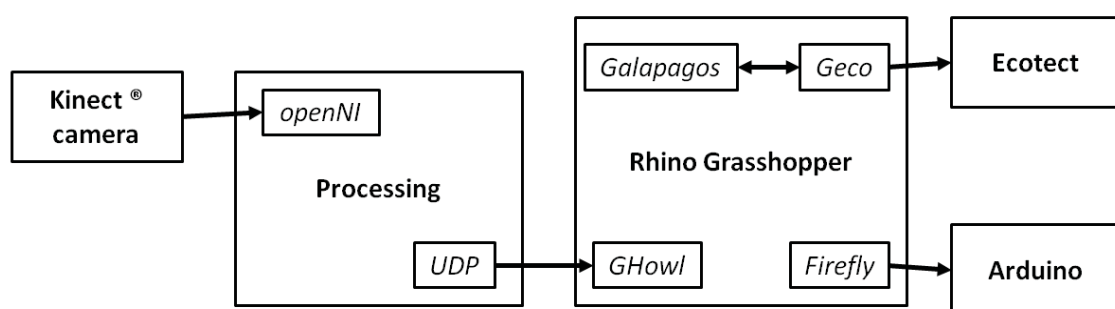 Kinect ®
camera
openNI
Processing
UDP
Galapagos
Geco
Rhino Grasshopper
GHowl
Firefly
Ecotect
Arduino